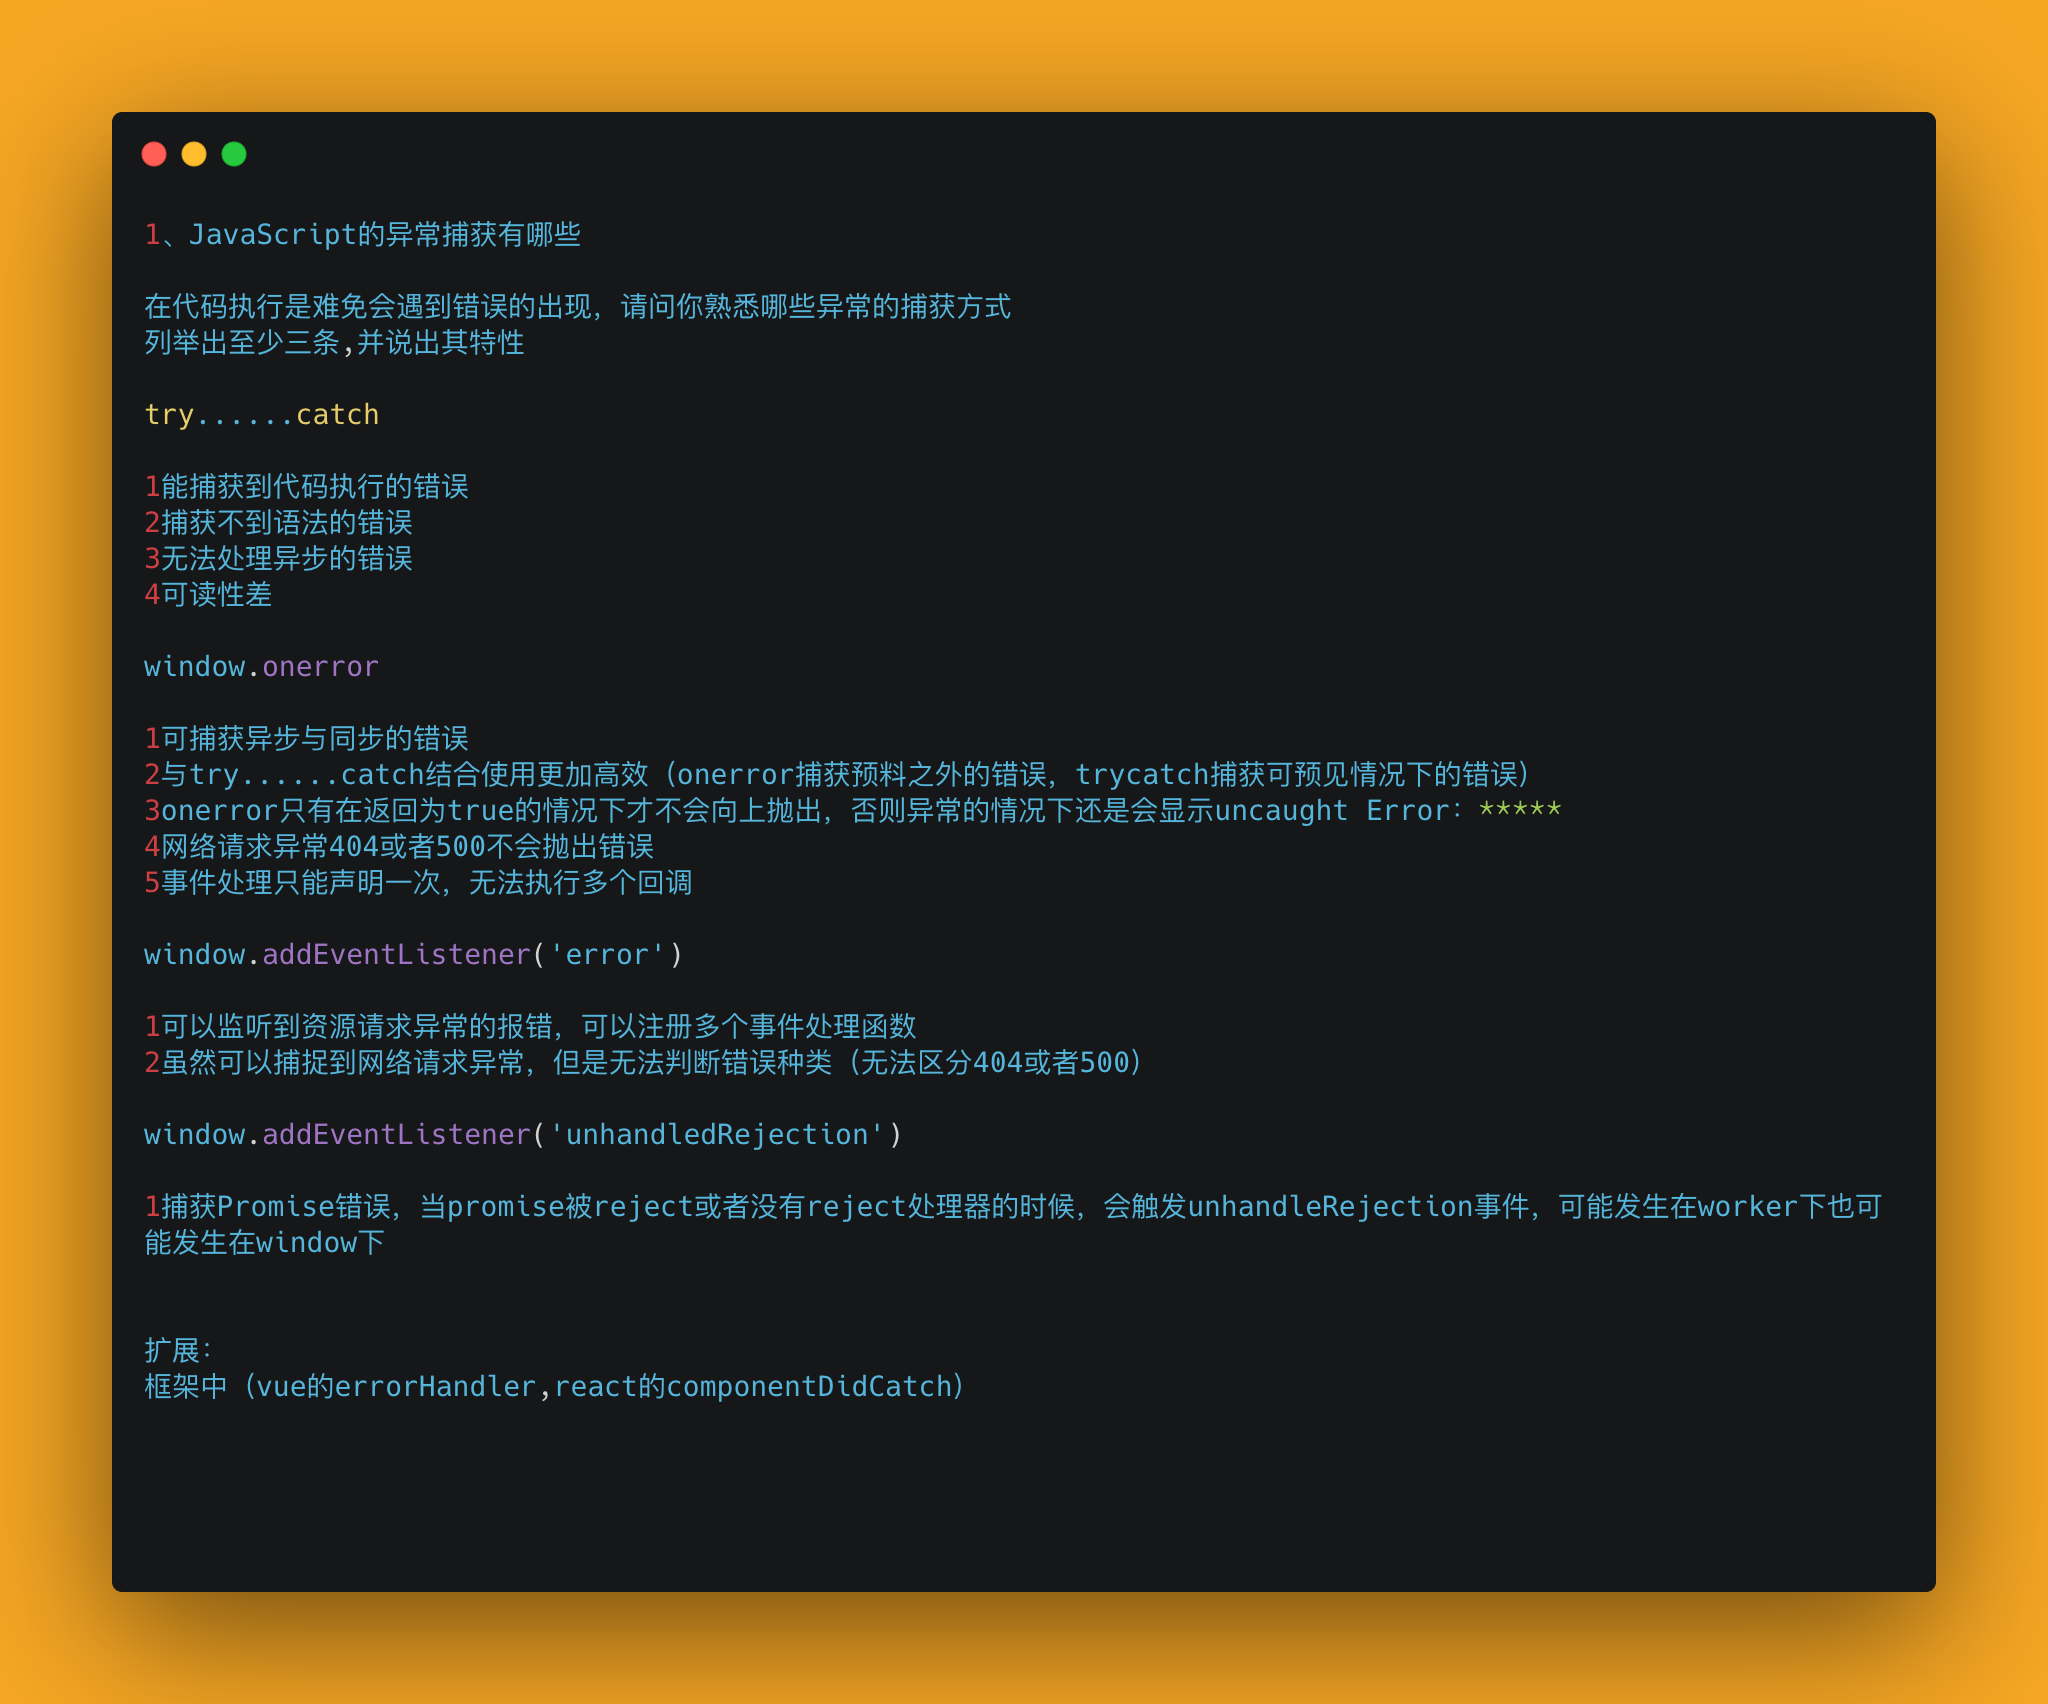 1、JavaScript的异常捕获有哪些
在代码执行是难免会遇到错误的出现，请问你熟悉哪些异常的捕获方式
列举出至少三条,并说出其特性
try......catch
1能捕获到代码执行的错误
2捕获不到语法的错误
3无法处理异步的错误
4可读性差
window.onerror
1可捕获异步与同步的错误
2与try......catch结合使用更加高效（onerror捕获预料之外的错误，trycatch捕获可预见情况下的错误）
3onerror只有在返回为true的情况下才不会向上抛出，否则异常的情况下还是会显示uncaught Error：*****
4网络请求异常404或者500不会抛出错误
5事件处理只能声明一次，无法执行多个回调
window.addEventListener('error')
1可以监听到资源请求异常的报错，可以注册多个事件处理函数
2虽然可以捕捉到网络请求异常，但是无法判断错误种类（无法区分404或者500）
window.addEventListener('unhandledRejection')
1捕获Promise错误，当promise被reject或者没有reject处理器的时候，会触发unhandleRejection事件，可能发生在worker下也可
能发生在window下
扩展：
框架中（vue的errorHandler,react的componentDidCatch）